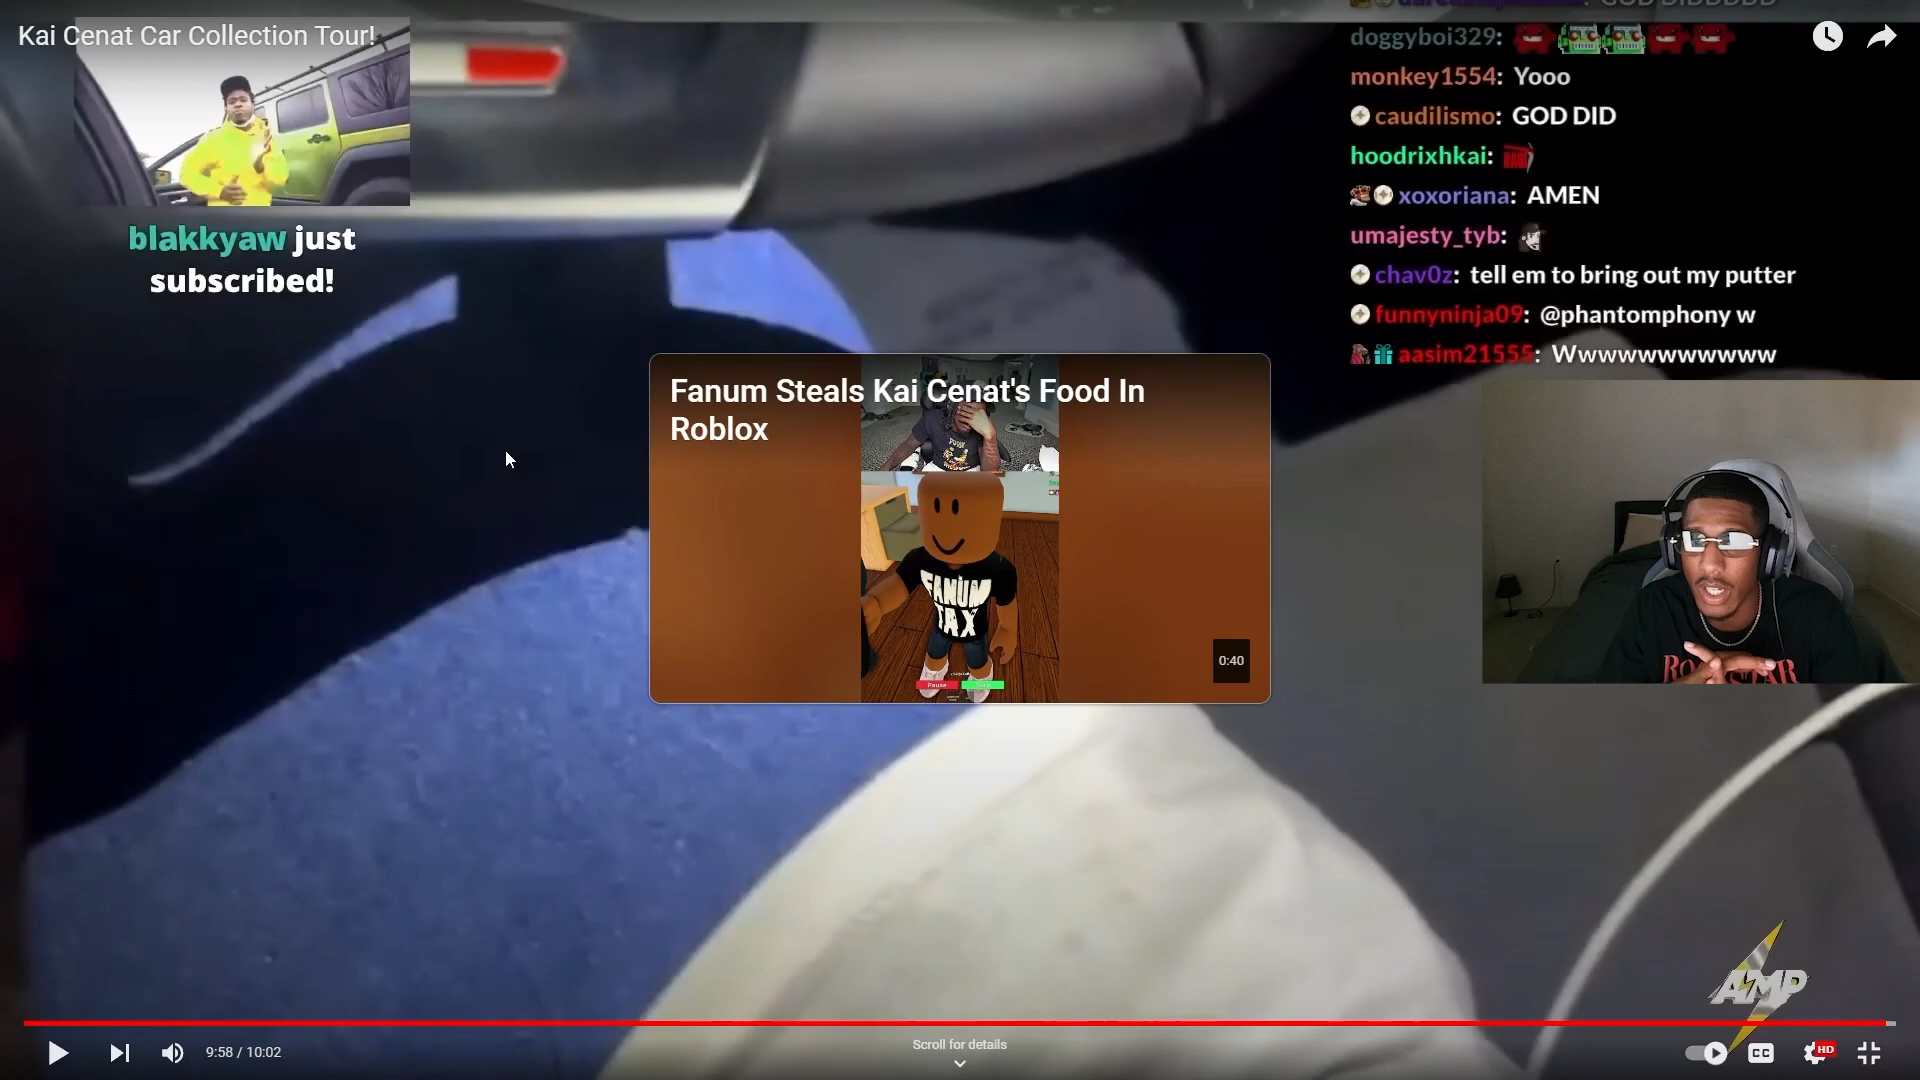 Kai Cenat Car Collection Tour!
blakkyaw just
subscribed!
doggyboi329:
monkey1554: Yooo
caudilismo: GOD DID
hoodrixhkai:
xoxoriana: AMEN
umajesty_tyb:
chav0z: tell em to bring out my putter
funnyninja09: @phantomphony w
aasim21555: Wwwwwwwwwww
Fanum Steals Kai Cenat's Food In
Roblox
FANUM
TAX
Pause
0:40
AMP
9:58 / 10:02
Scroll for details
CC
HD